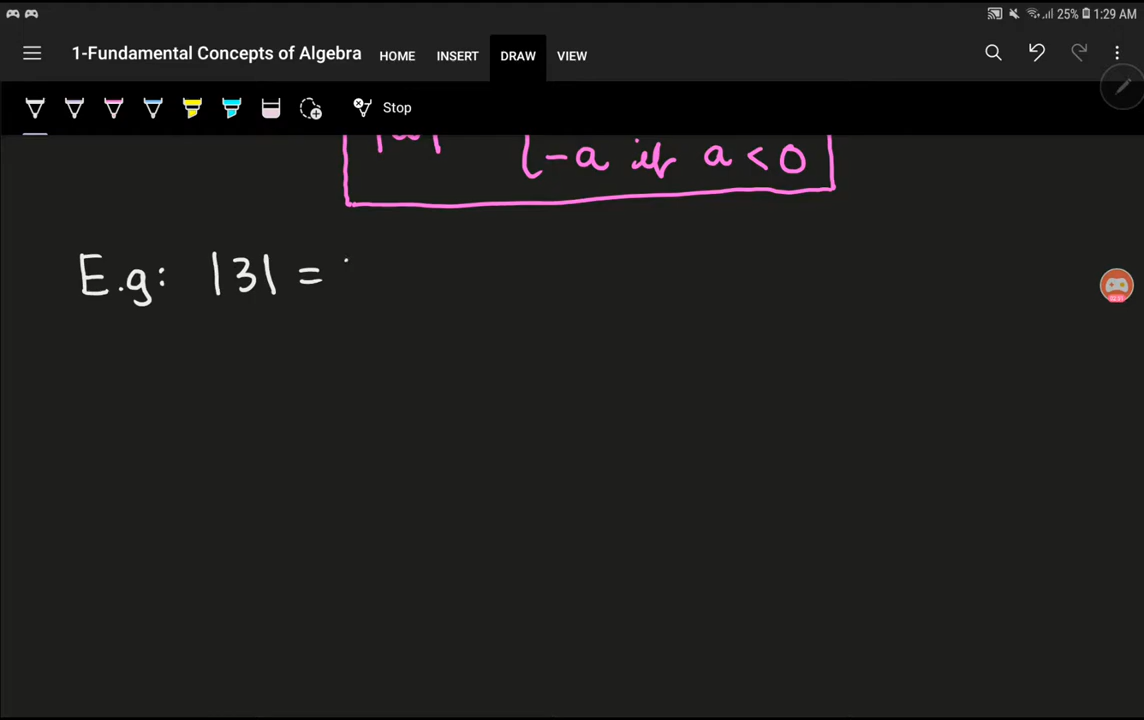 25% 1:29 AM
1-Fundamental Concepts of Algebra HOME INSERT DRAW VIEW
Stop
-a if a < 0
E.g: |3| =